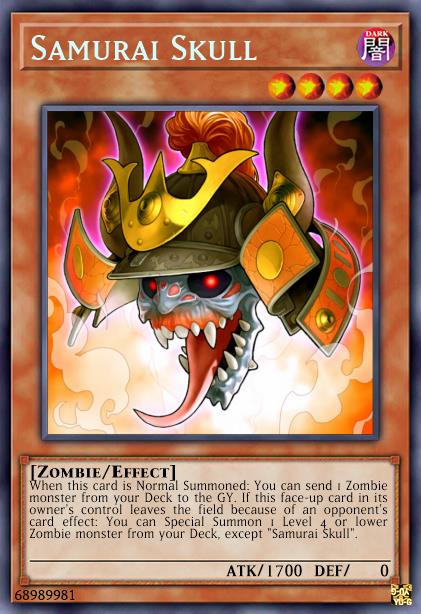 Samurai Skull
DARK
闇
[Zombie/Effect]
When this card is Normal Summoned: You can send 1 Zombie
monster from your Deck to the GY. If this face-up card in its
owner's control leaves the field because of an opponent's
card effect: You can Special Summon 1 Level 4 or lower
Zombie monster from your Deck, except "Samurai Skull".
ATK/1700 DEF/ 0
68989981